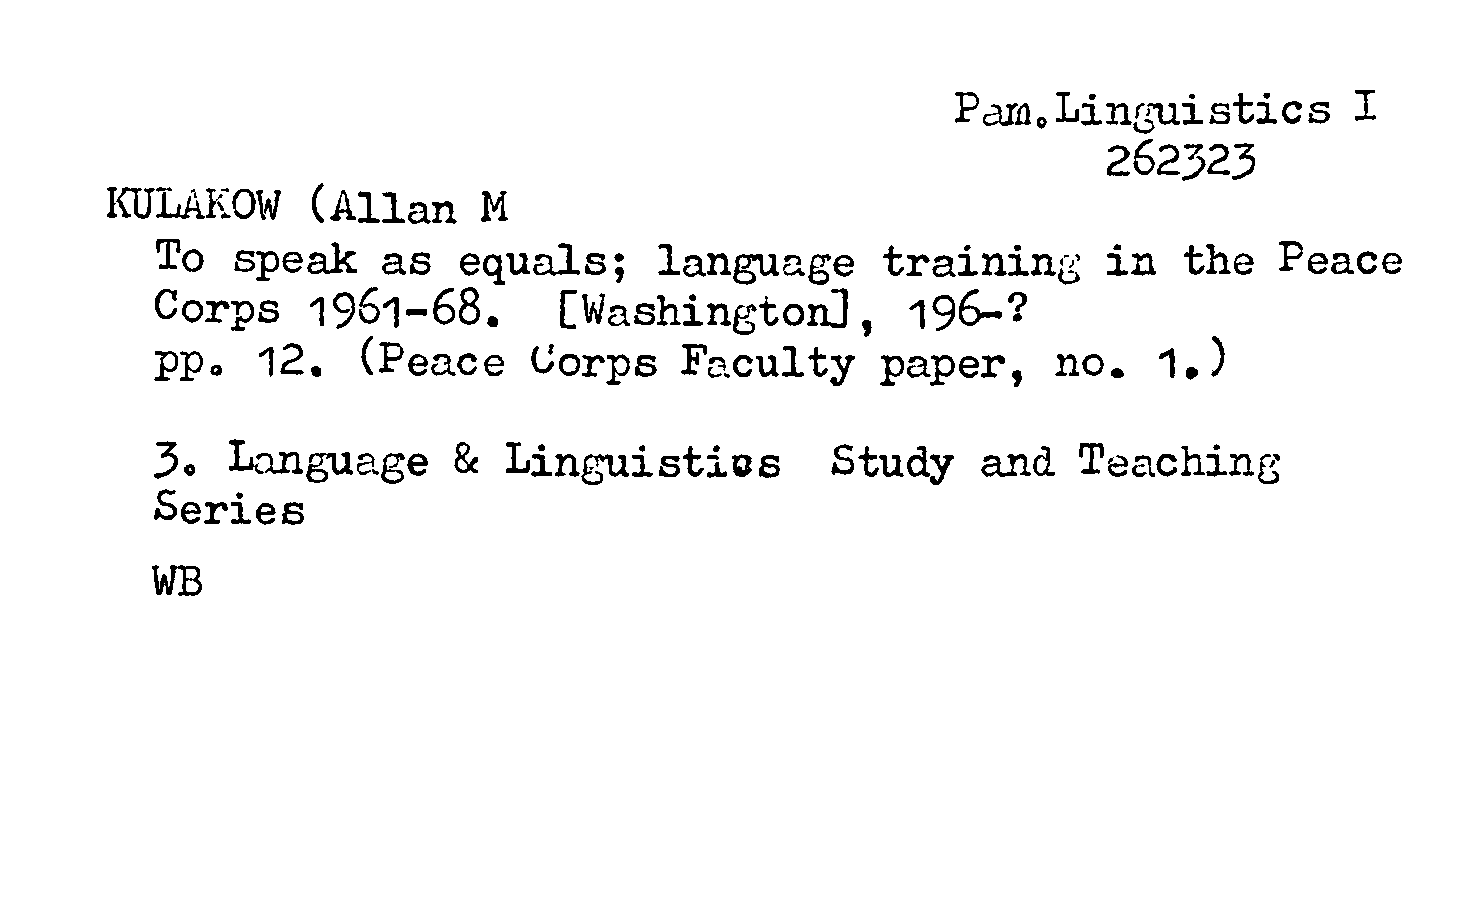 Pam.Linguistics I
262323
KULAKOW (Allan M
To speak as equals; language training in the Peace
Corps 1961-68. [Washington], 196-?
pp. 12. (Peace Corps Faculty paper, no. 1.)
3. Language & Linguistics Study and Teaching
Series
WB